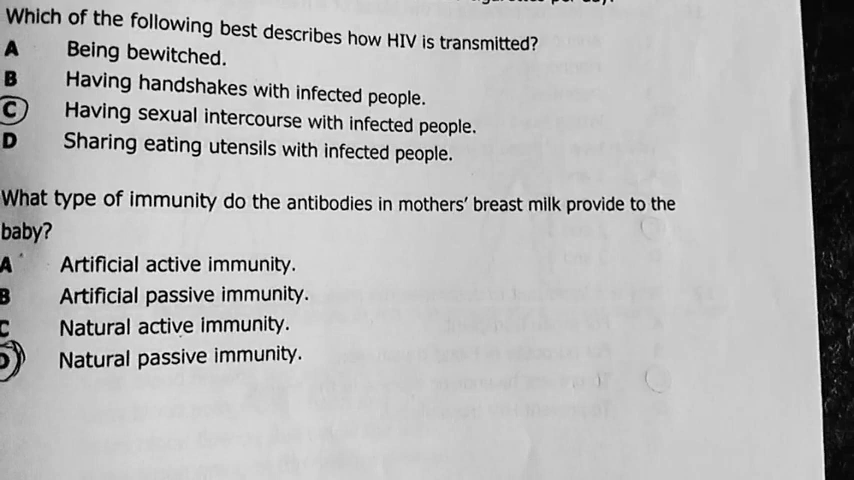 Which of the following best describes how HIV is transmitted?
A Being bewitched.
B Having handshakes with infected people.
C Having sexual intercourse with infected people.
D Sharing eating utensils with infected people.
What type of immunity do the antibodies in mothers' breast milk provide to the
baby?
A Artificial active immunity.
B Artificial passive immunity.
C Natural active immunity.
D Natural passive immunity.